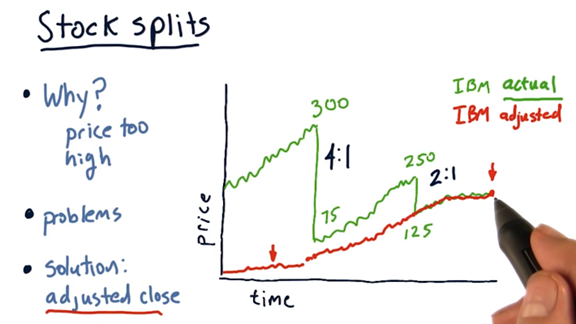 Stock splits
• Why?
price too
high
• problems
• solution:
adjusted close
IBM actual
IBM adjusted
300
4:1
75
250
2:1
125
price
time